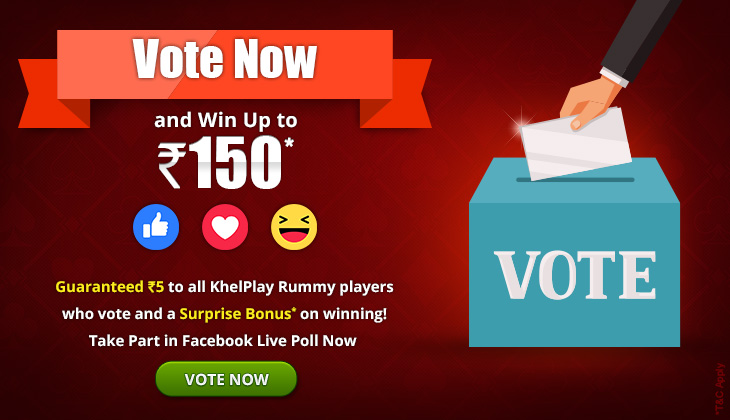 Vote Now
and Win Up to
₹150*
Guaranteed ₹5 to all KhelPlay Rummy players
who vote and a Surprise Bonus* on winning!
Take Part in Facebook Live Poll Now
VOTE NOW
VOTE
*T&C Apply